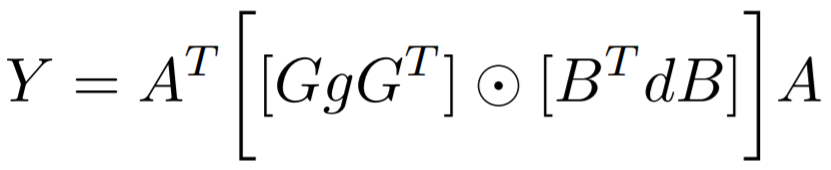 Y = A^T [ [GgG^T] ⊙ [B^T dB] ] A